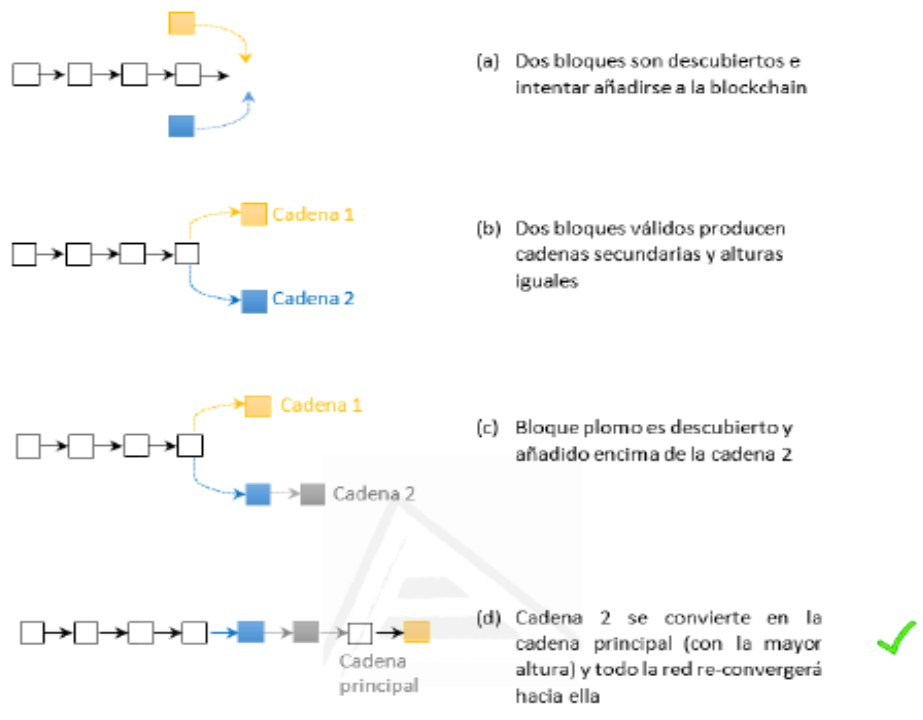 (a) Dos bloques son descubiertos e
intentar añadirse a la blockchain
Cadena 1
Cadena 2
(b) Dos bloques válidos producen
cadenas secundarias y alturas
iguales
Cadena 1
Cadena 2
(c) Bloque plomo es descubierto y
añadido encima de la cadena 2
Cadena
principal
(d) Cadena 2 se convierte en la
cadena principal (con la mayor
altura) y todo la red re-convergerá
hacia ella